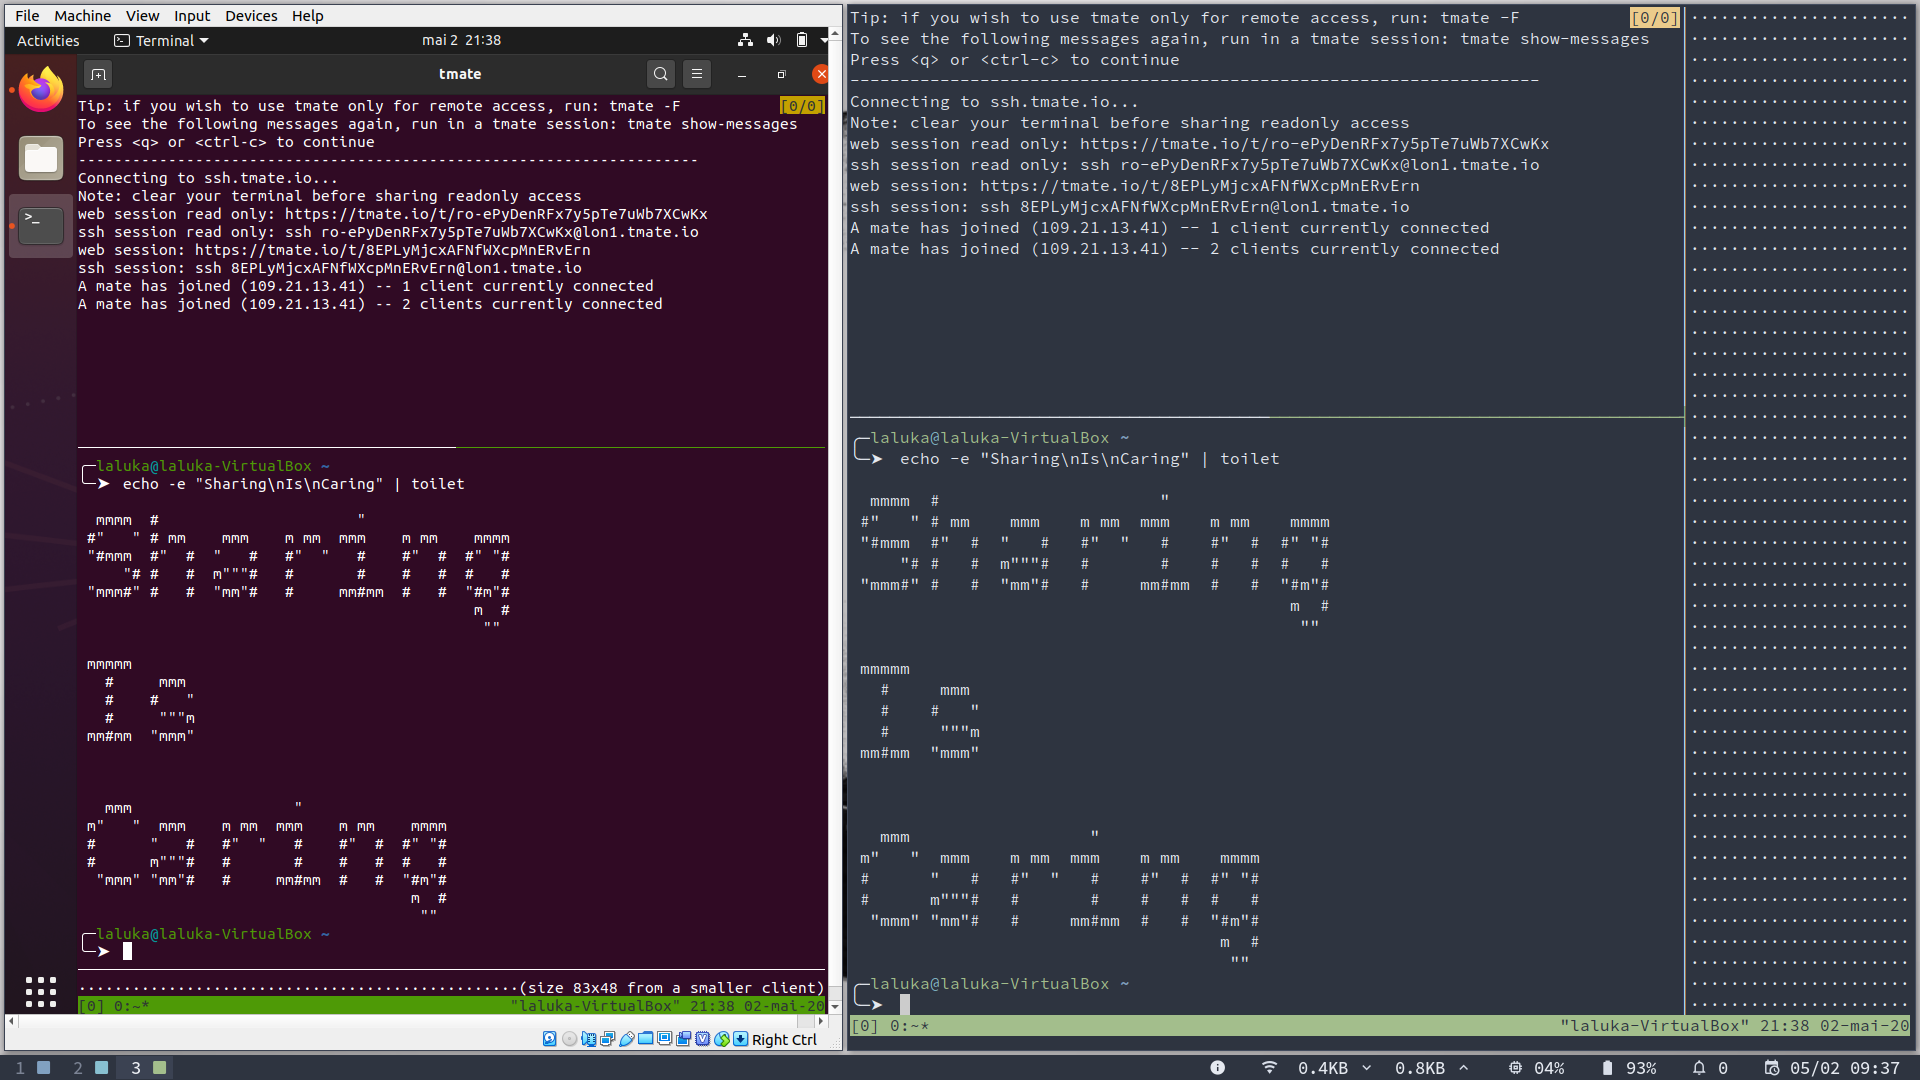 File Machine View Input Devices Help
Activities Terminal mai 2 21:38
tmate
Tip: if you wish to use tmate only for remote access, run: tmate -F [0/0]
To see the following messages again, run in a tmate session: tmate show-messages
Press <q> or <ctrl-c> to continue
---------------------------------------------------------------------
Connecting to ssh.tmate.io...
Note: clear your terminal before sharing readonly access
web session read only: https://tmate.io/t/ro-ePyDenRFx7y5pTe7uWb7XCwKx
ssh session read only: ssh ro-ePyDenRFx7y5pTe7uWb7XCwKx@lon1.tmate.io
web session: https://tmate.io/t/8EPLyMjcxAFNfWXcpMnERvErn
ssh session: ssh 8EPLyMjcxAFNfWXcpMnERvErn@lon1.tmate.io
A mate has joined (109.21.13.41) -- 1 client currently connected
A mate has joined (109.21.13.41) -- 2 clients currently connected
laluka@laluka-VirtualBox ~
➤ echo -e "Sharing\nIs\nCaring" | toilet
Sharing
Is
Caring
laluka@laluka-VirtualBox ~
➤
(size 83x48 from a smaller client)
[0] 0:~* "laluka-VirtualBox" 21:38 02-mai-20
Right Ctrl
Tip: if you wish to use tmate only for remote access, run: tmate -F [0/0]
To see the following messages again, run in a tmate session: tmate show-messages
Press <q> or <ctrl-c> to continue
---------------------------------------------------------------------
Connecting to ssh.tmate.io...
Note: clear your terminal before sharing readonly access
web session read only: https://tmate.io/t/ro-ePyDenRFx7y5pTe7uWb7XCwKx
ssh session read only: ssh ro-ePyDenRFx7y5pTe7uWb7XCwKx@lon1.tmate.io
web session: https://tmate.io/t/8EPLyMjcxAFNfWXcpMnERvErn
ssh session: ssh 8EPLyMjcxAFNfWXcpMnERvErn@lon1.tmate.io
A mate has joined (109.21.13.41) -- 1 client currently connected
A mate has joined (109.21.13.41) -- 2 clients currently connected
laluka@laluka-VirtualBox ~
➤ echo -e "Sharing\nIs\nCaring" | toilet
Sharing
Is
Caring
laluka@laluka-VirtualBox ~
➤
[0] 0:~* "laluka-VirtualBox" 21:38 02-mai-20
1 2 3 0.4KB 0.8KB 04% 93% 0 05/02 09:37